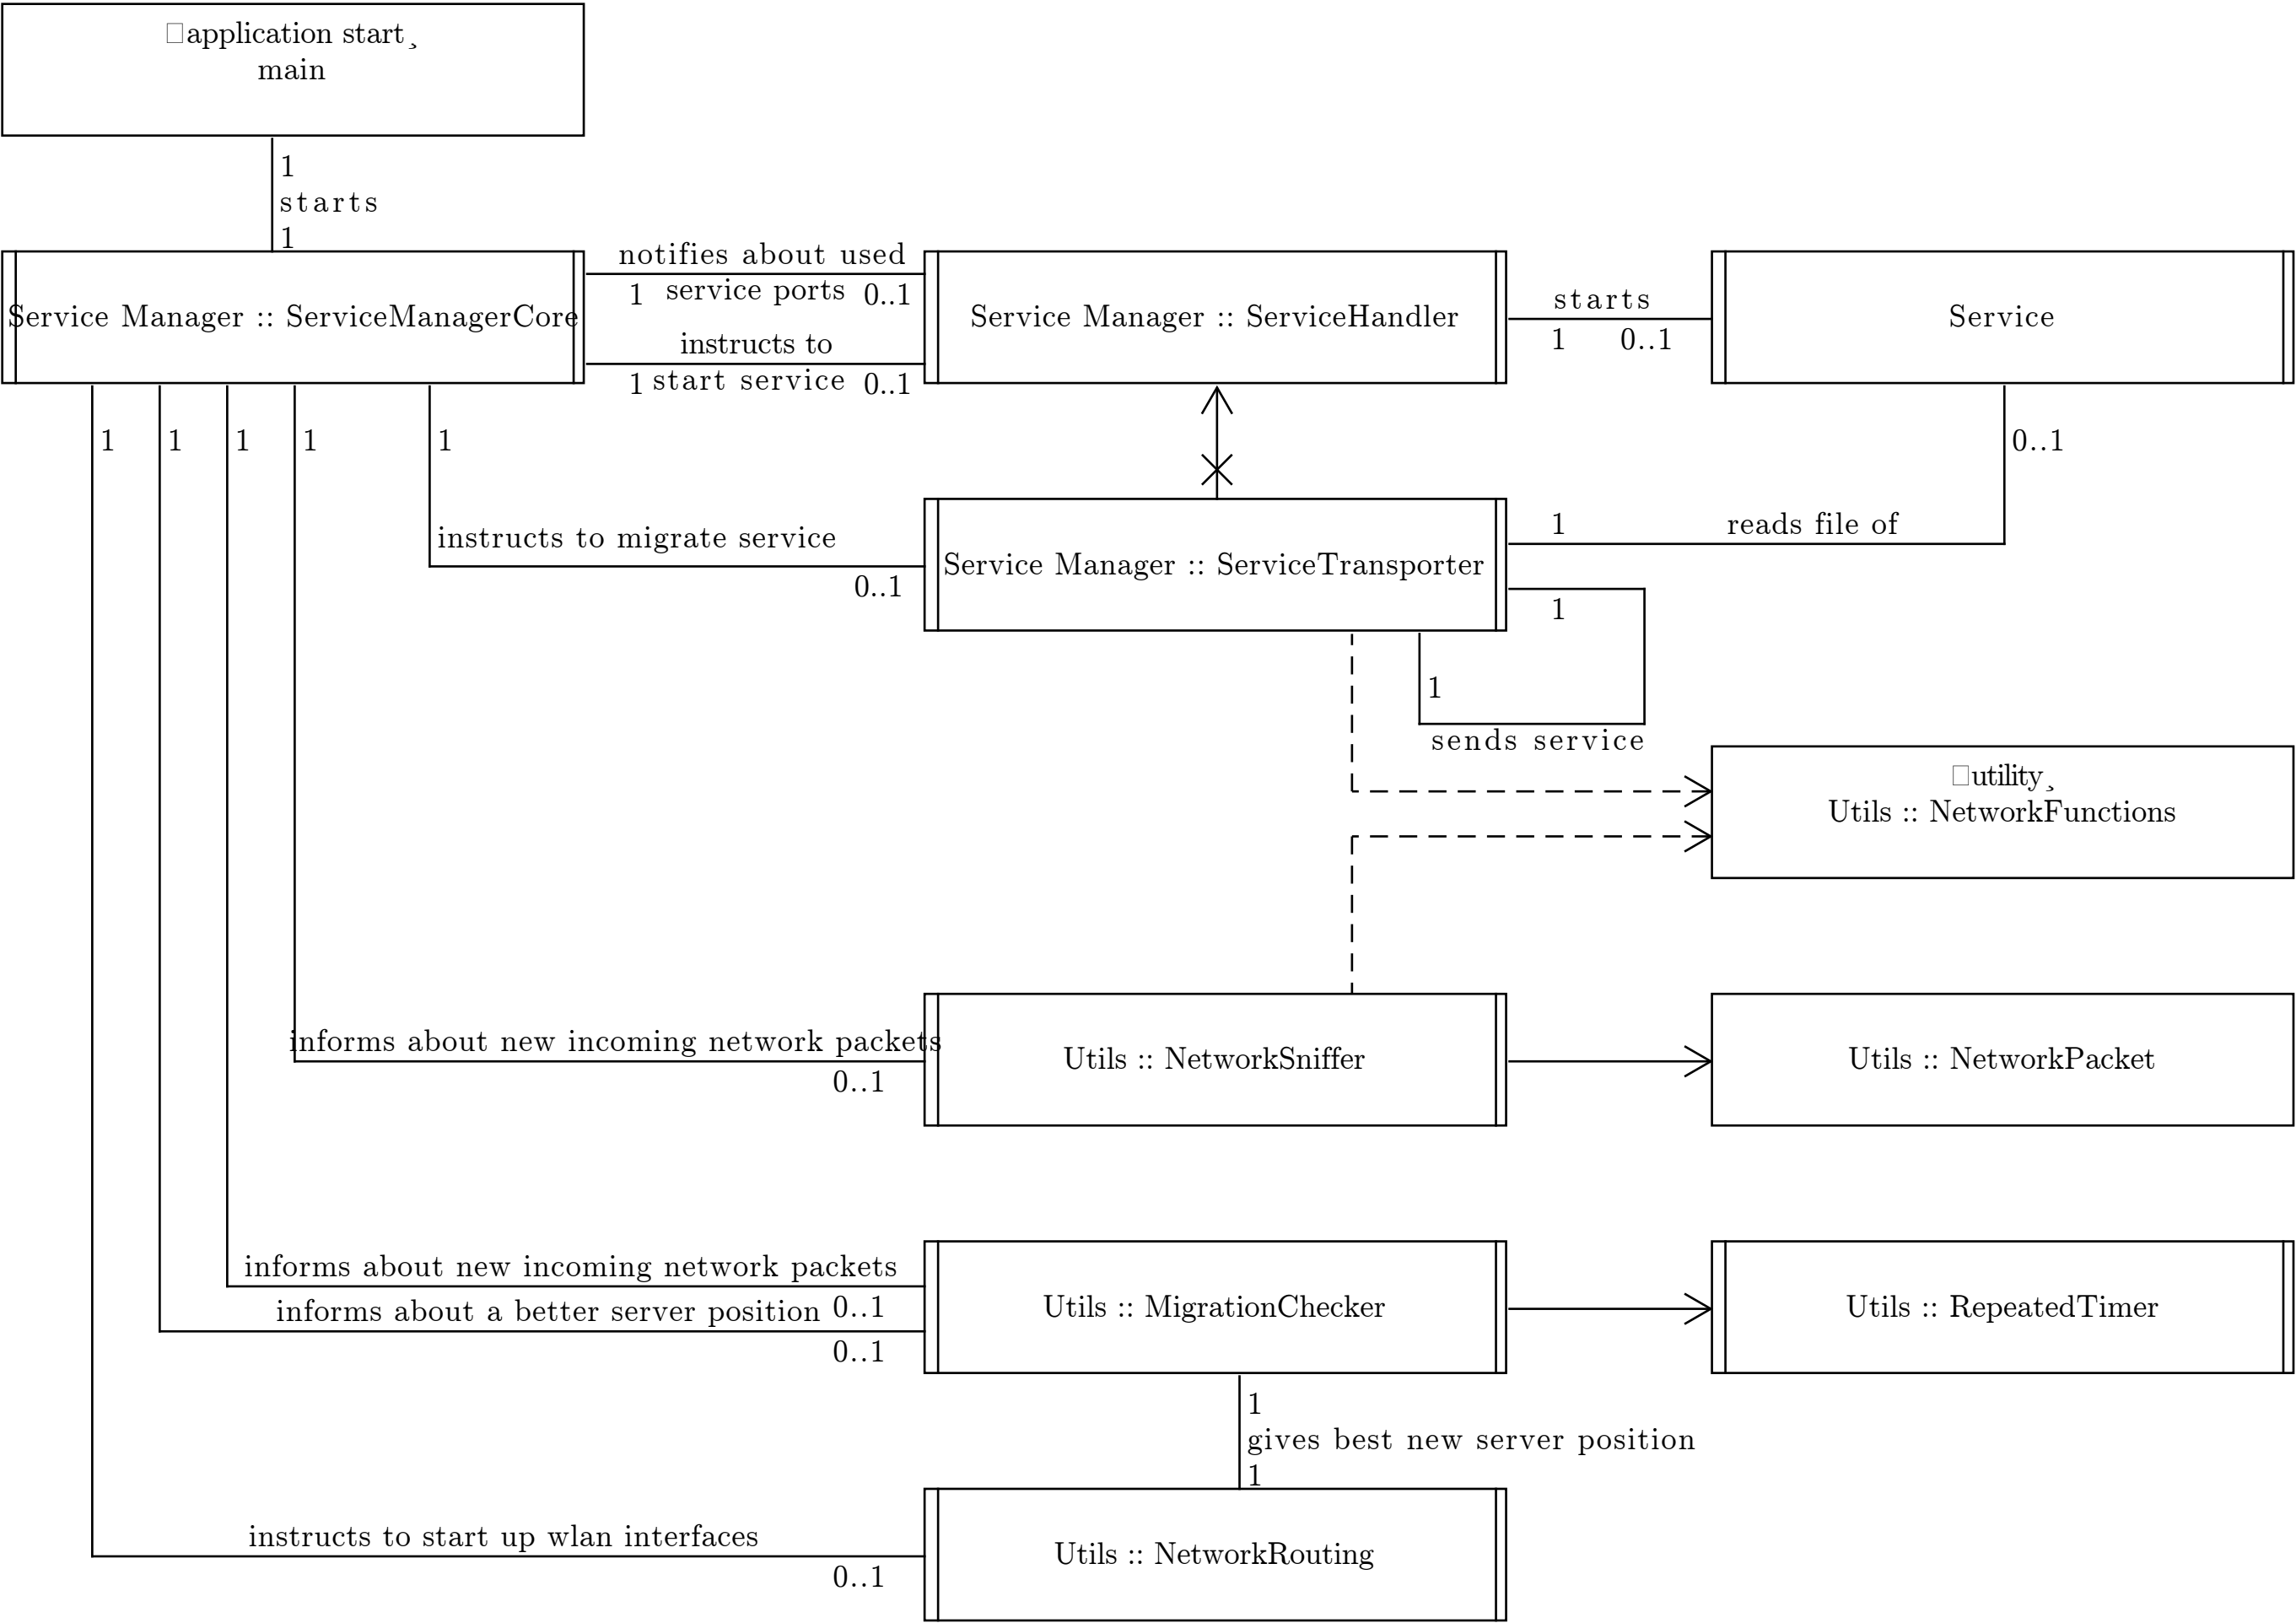 application start¸
main
1
starts
1
Service Manager :: ServiceManagerCore
notifies about used
1 service ports 0..1
instructs to
1 start service 0..1
Service Manager :: ServiceHandler
starts
1 0..1
Service
1 1 1 1 1
0..1
instructs to migrate service
0..1
Service Manager :: ServiceTransporter
1 reads file of
1
1
sends service
utility¸
Utils :: NetworkFunctions
informs about new incoming network packets
0..1
Utils :: NetworkSniffer
Utils :: NetworkPacket
informs about new incoming network packets
0..1
informs about a better server position
0..1
Utils :: MigrationChecker
Utils :: RepeatedTimer
1
gives best new server position
1
instructs to start up wlan interfaces
0..1
Utils :: NetworkRouting